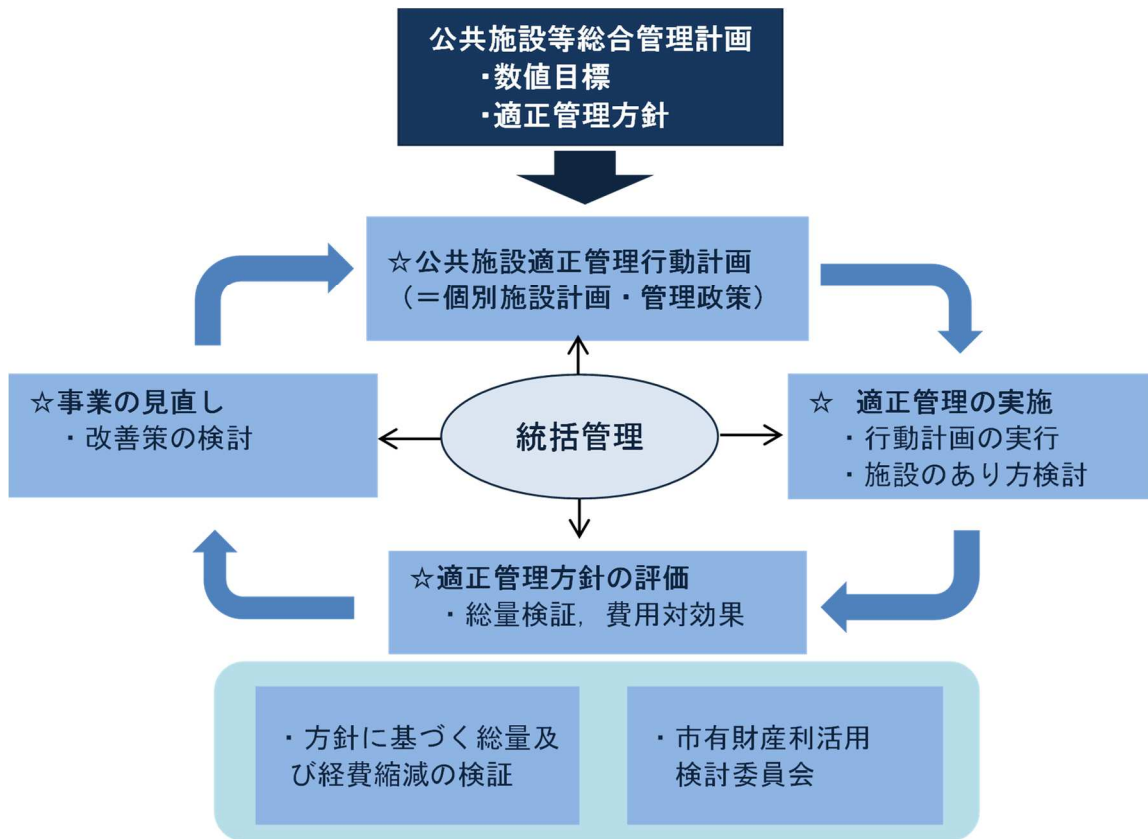 公共施設等総合管理計画
・数値目標
・適正管理方針
☆公共施設適正管理行動計画
（＝個別施設計画・管理政策）
☆事業の見直し
・改善策の検討
統括管理
☆　適正管理の実施
・行動計画の実行
・施設のあり方検討
☆適正管理方針の評価
・総量検証，費用対効果
・方針に基づく総量及
び経費縮減の検証
・市有財産利活用
検討委員会